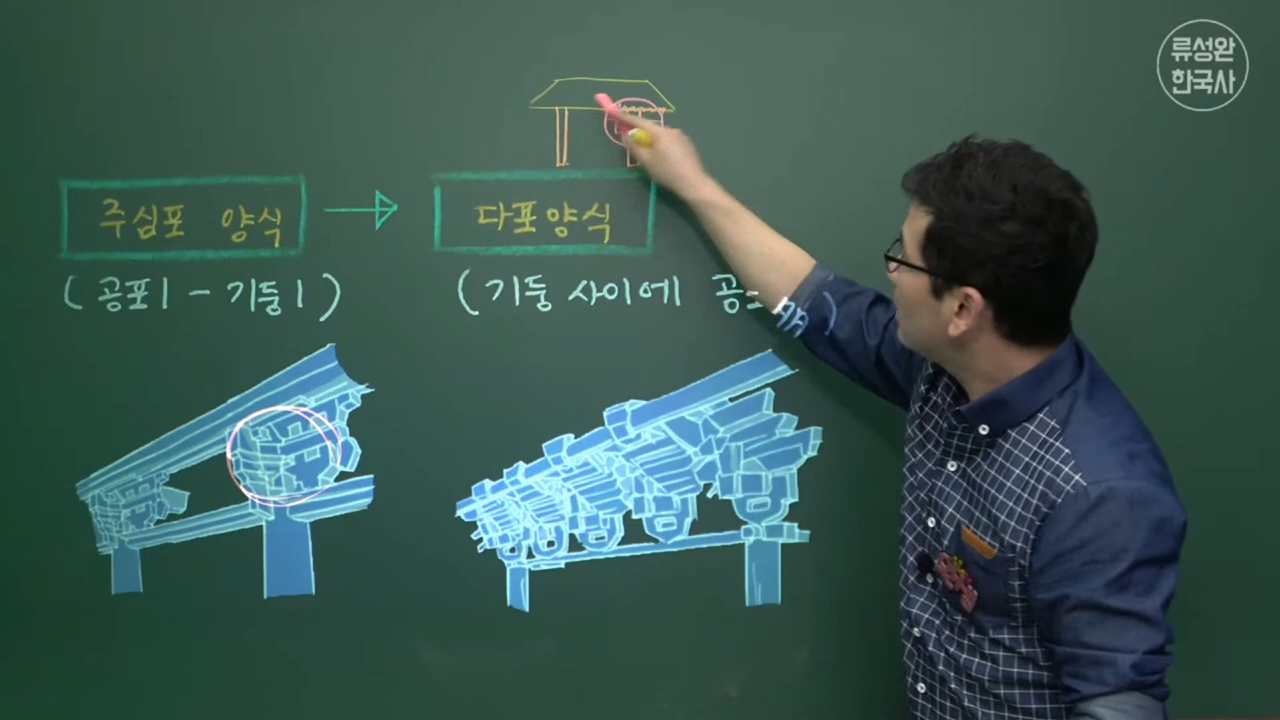 류성완
한국사
주심포 양식
다포양식
(공포1-기둥1)
(기둥 사이에